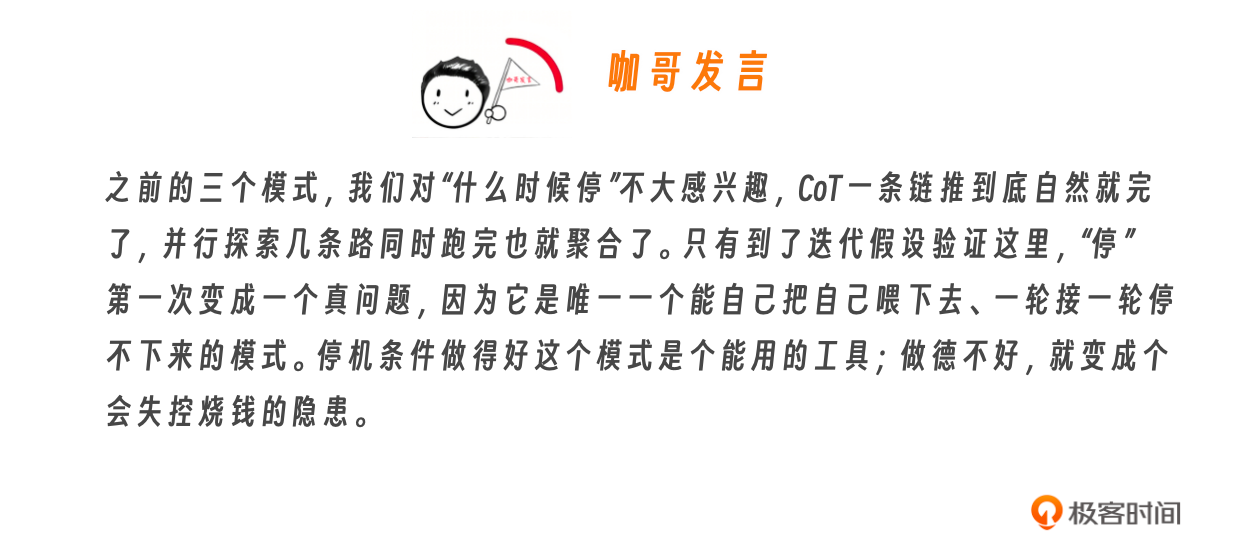 咖哥发言
咖哥发言
之前的三个模式，我们对“什么时候停”不大感兴趣，CoT一条链推到底自然就完
了，并行探索几条路同时跑完也就聚合了。只有到了迭代假设验证这里，“停”
第一次变成一个真问题，因为它是唯一一个能自己把自己喂下去、一轮接一轮停
不下来的模式。停机条件做得好这个模式是个能用的工具；做德不好，就变成个
会失控烧钱的隐患。
极客时间